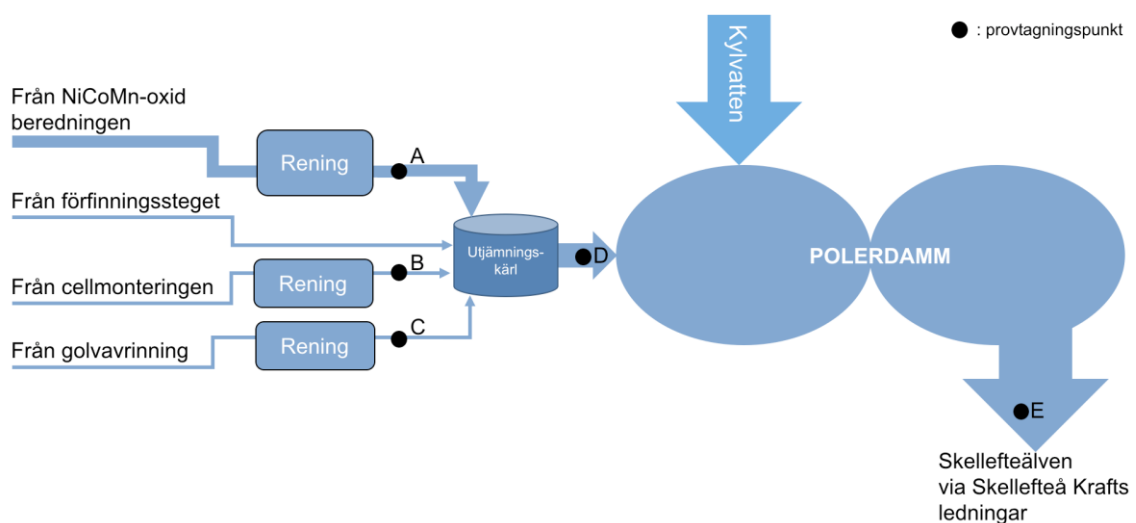 Kylvatten
: provtagningspunkt
Från NiCoMn-oxid
beredningen
Rening
A
Från förfinningssteget
Utjämnings-
kärl
D
POLERDAMM
Från cellmonteringen
Rening
B
Från golvavrinning
Rening
C
E
Skellefteälven
via Skellefteå Krafts
ledningar